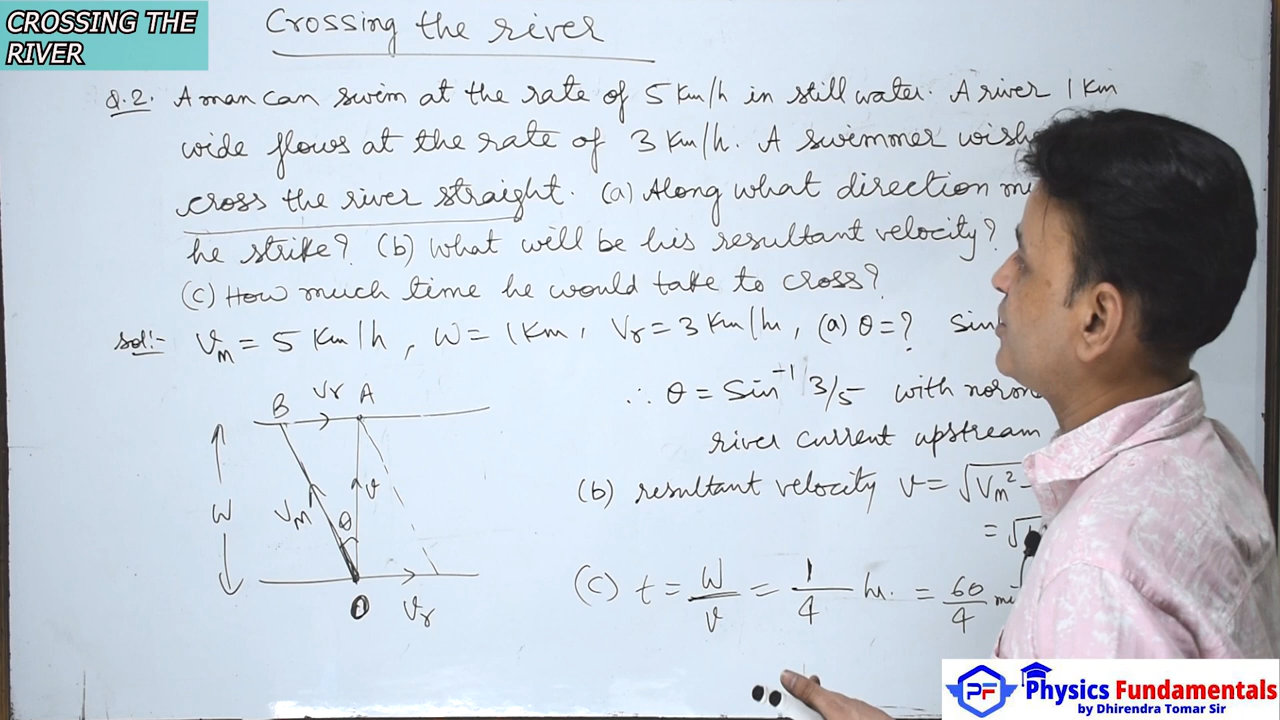 CROSSING THE
RIVER
Crossing the river
Q.2. A man can swim at the rate of 5 Km/h in still water. A river 1 Km
wide flows at the rate of 3 Km/h. A swimmer
cross the river straight. (a) Along what direction
he strike? (b) What will be his resultant velocity?
(c) How much time he would take to cross?
Sol:- Vm = 5 Km/h, W = 1 Km, Vr = 3 Km/h, (a) θ = ? Sin
∴ θ = Sin⁻¹ 3/5 with
river current upstream
(b) resultant velocity v = √Vm² -
= √
(C) t = W/v = 1/4 hr. = 60/4
B Vr A
W
Vm θ v
O Vr
PF Physics Fundamentals
by Dhirendra Tomar Sir